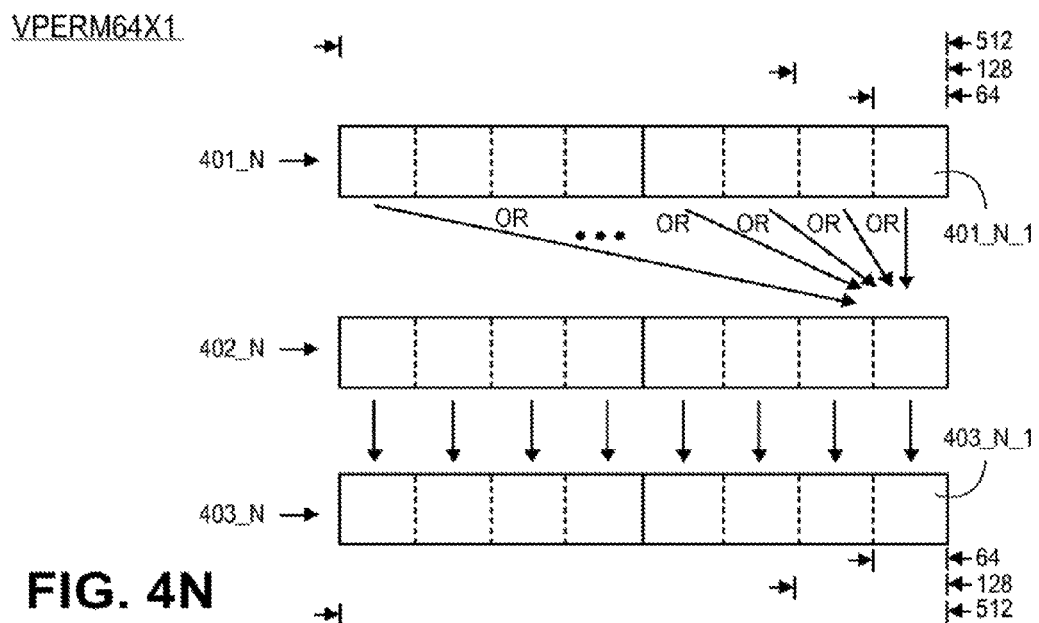 VPERM64X1
512
128
64
401_N
OR ... OR OR OR OR
401_N_1
402_N
403_N_1
403_N
64
128
512
FIG. 4N